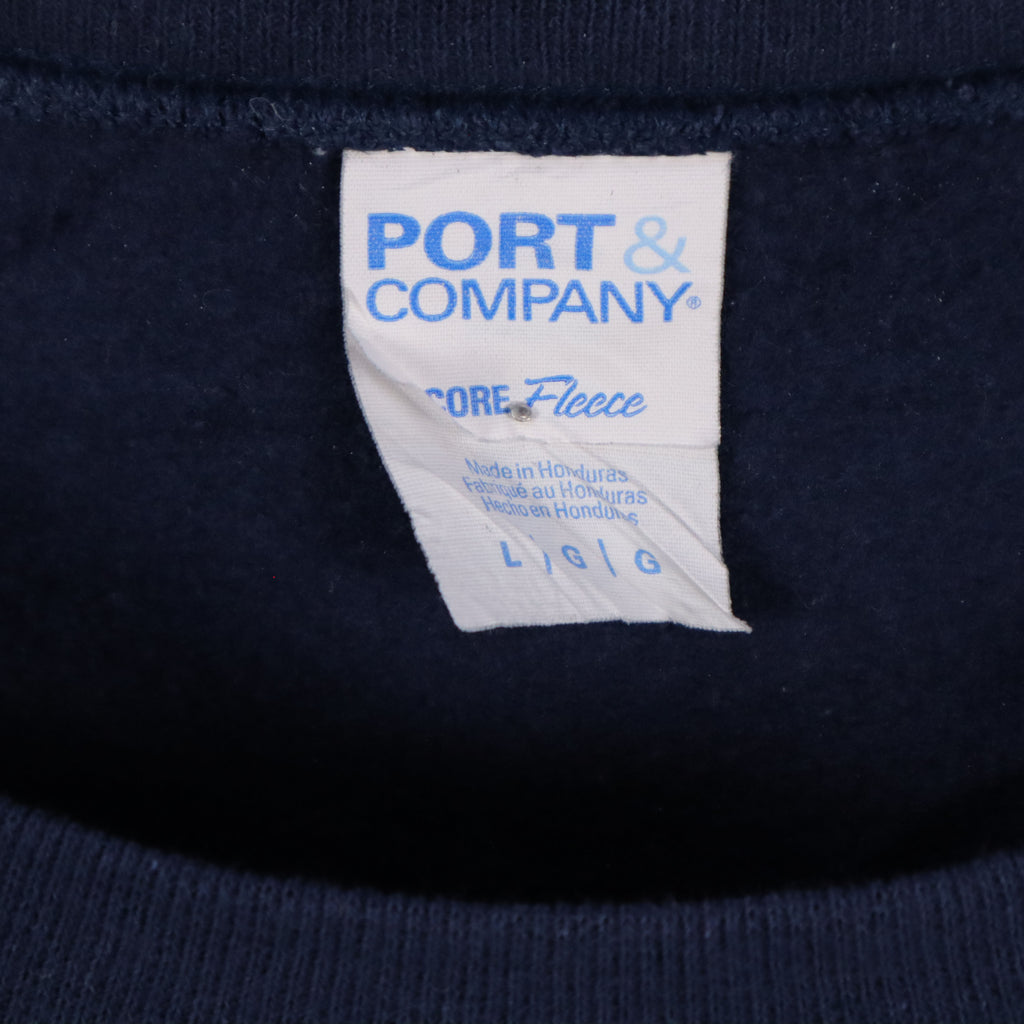 PORT &
COMPANY®
CORE Fleece
Made in Honduras
Fabriqué au Honduras
Hecho en Honduras
L | G | G